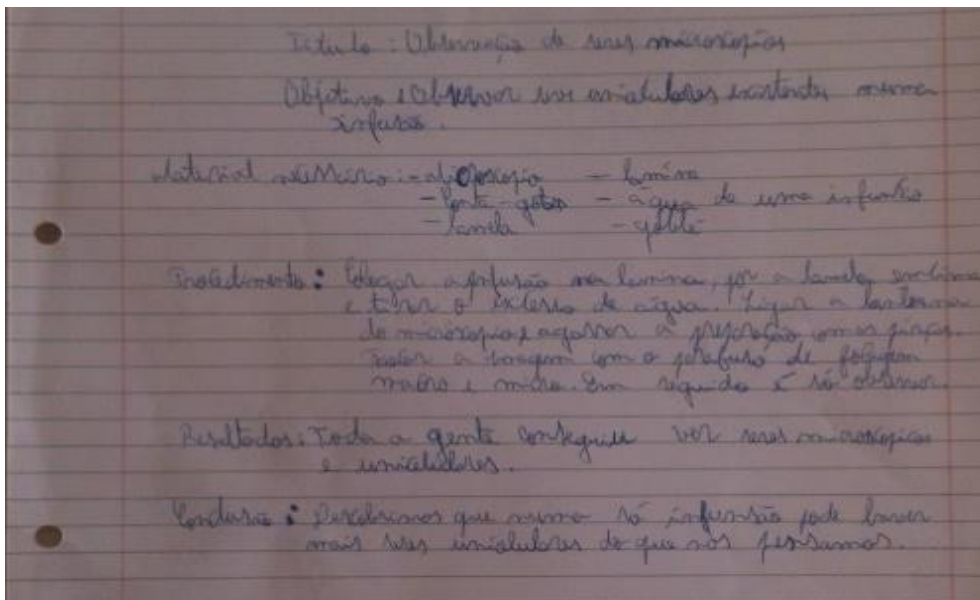 Título : Observação de seres microscópios
Objetivo : Observar seres unicelulares existentes numa
infusão.
Material necessário : - Microscópio - lâmina
- Conta-gotas - água de uma infusão
- lamela - gobelé
Procedimento : Colocar a infusão na lamina, por a lamela em cima
e tirar o excesso de água. Ligar a lanterna
do microscópio e agarrar a preparação com as pinças.
Focar a imagem com o parafuso de focagem
macro e micro. Em seguida é só observar.
Resultados : Toda a gente conseguiu ver seres microscópicos
e unicelulares.
Conclusão : Descobrimos que numa só infusão pode haver
mais seres unicelulares do que nós pensamos.